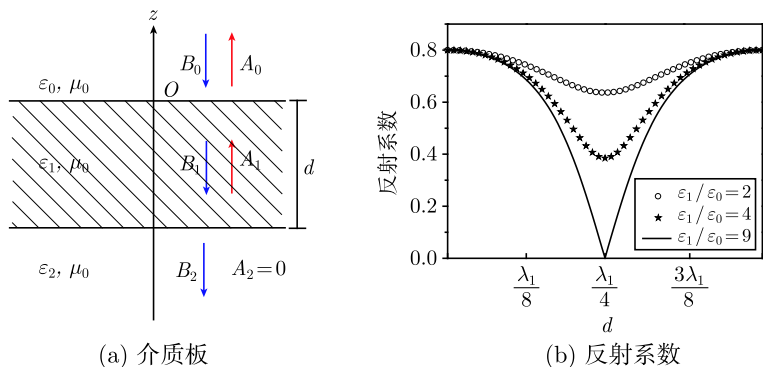 z
B₀
A₀
ε₀, μ₀
O
ε₁, μ₀
B₁
A₁
d
ε₂, μ₀
B₂
A₂=0
(a) 介质板
反射系数
0.8
0.6
0.4
0.2
0.0
ε₁/ε₀=2
ε₁/ε₀=4
ε₁/ε₀=9
λ₁/8
λ₁/4
3λ₁/8
d
(b) 反射系数